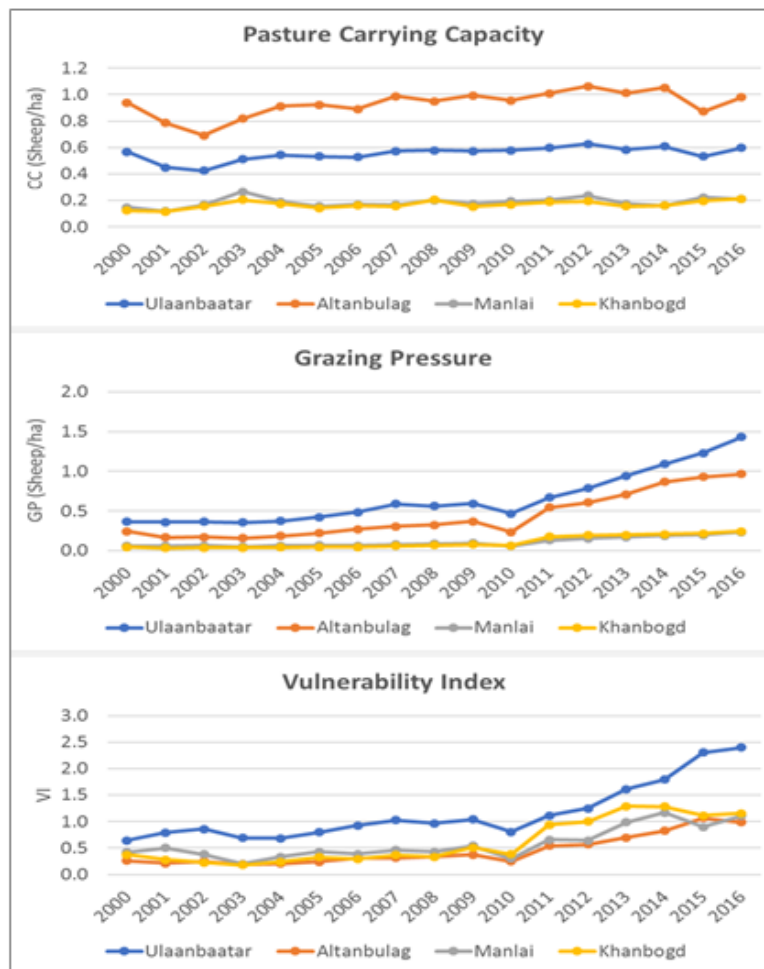 Pasture Carrying Capacity
CC (Sheep/ha)
1.2
1.0
0.8
0.6
0.4
0.2
0.0
2000 2001 2002 2003 2004 2005 2006 2007 2008 2009 2010 2011 2012 2013 2014 2015 2016
Ulaanbaatar Altanbulag Manlai Khanbogd
Grazing Pressure
GP (Sheep/ha)
2.0
1.5
1.0
0.5
0.0
2000 2001 2002 2003 2004 2005 2006 2007 2008 2009 2010 2011 2012 2013 2014 2015 2016
Ulaanbaatar Altanbulag Manlai Khanbogd
Vulnerability Index
VI
3.0
2.5
2.0
1.5
1.0
0.5
0.0
2000 2001 2002 2003 2004 2005 2006 2007 2008 2009 2010 2011 2012 2013 2014 2015 2016
Ulaanbaatar Altanbulag Manlai Khanbogd